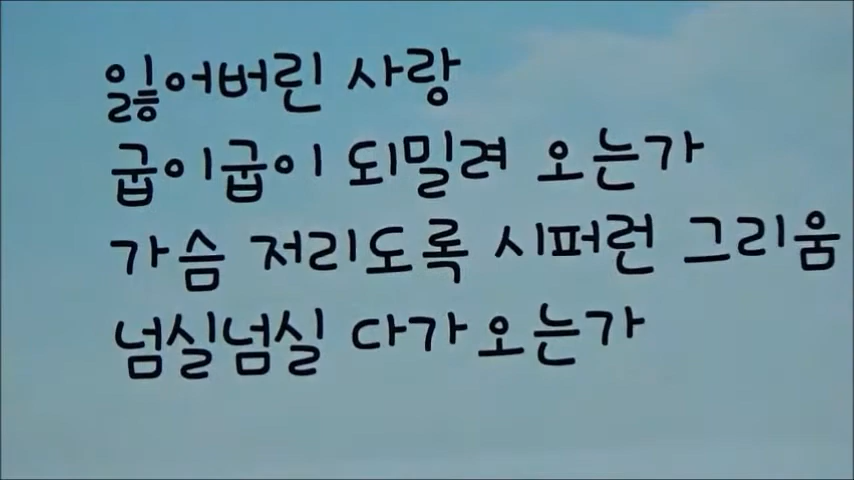 잃어버린 사랑
굽이굽이 되밀려 오는가
가슴 저리도록 시퍼런 그리움
넘실넘실 다가오는가